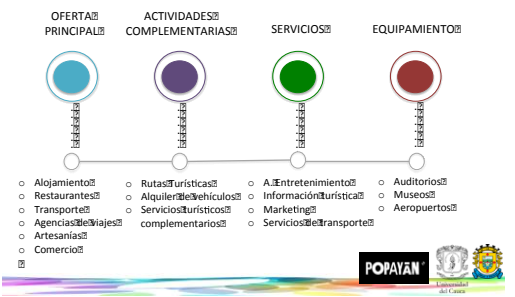 OFERTA
PRINCIPAL
ACTIVIDADES
COMPLEMENTARIAS
SERVICIOS
EQUIPAMIENTO
o Alojamiento
o Restaurantes
o Transporte
o Agencias de viajes
o Artesanías
o Comercio
o Rutas Turísticas
o Alquiler de vehículos
o Servicios turísticos
complementarios
o A. Entretenimiento
o Información turística
o Marketing
o Servicios de transporte
o Auditorios
o Museos
o Aeropuertos
POPAYÁN
Universidad
del Cauca